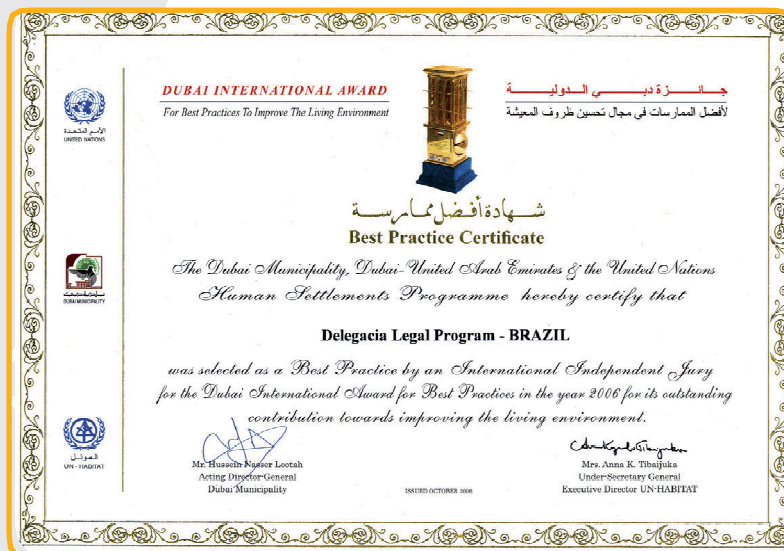 DUBAI INTERNATIONAL AWARD
For Best Practices To Improve The Living Environment
جائزة دبي الدولية
لأفضل الممارسات في مجال تحسين ظروف المعيشة
الأمم المتحدة
UNITED NATIONS
شهادة أفضل ممارسة
Best Practice Certificate
The Dubai Municipality, Dubai-United Arab Emirates & the United Nations
Human Settlements Programme hereby certify that
DUBAI MUNICIPALITY
Delegacia Legal Program - BRAZIL
was selected as a Best Practice by an International Independent Jury
for the Dubai International Award for Best Practices in the year 2006 for its outstanding
contribution towards improving the living environment.
الموئل
UN-HABITAT
Mr. Hussein Nasser Lootah
Acting Director General
Dubai Municipality
ISSUED OCTOBER 2006
Mrs. Anna K. Tibaijuka
Under-Secretary General
Executive Director UN-HABITAT